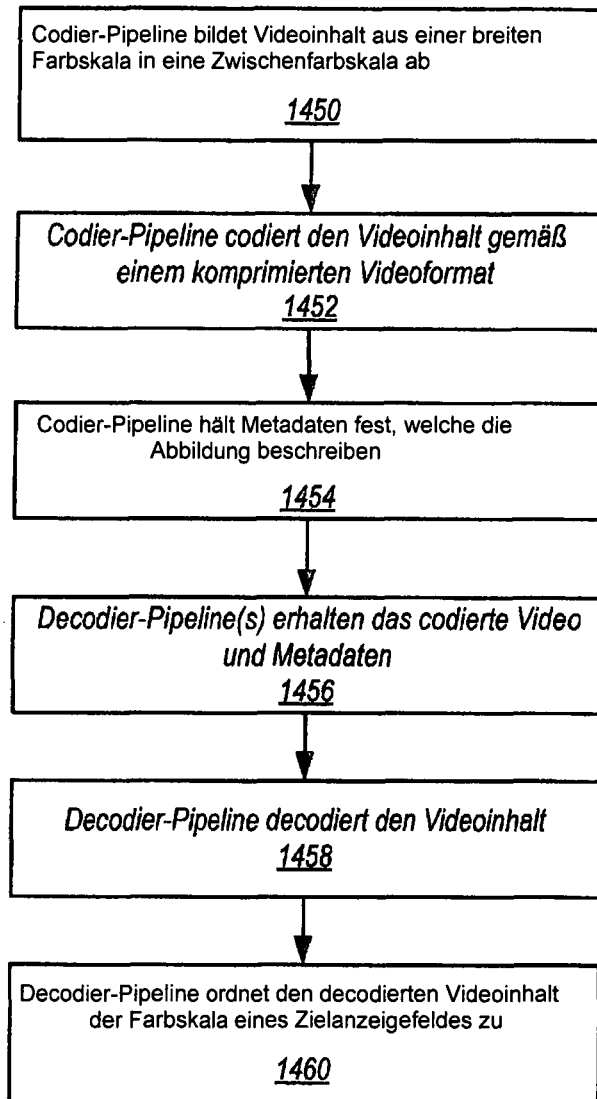 Codier-Pipeline bildet Videoinhalt aus einer breiten
Farbskala in eine Zwischenfarbskala ab
1450
Codier-Pipeline codiert den Videoinhalt gemäß
einem komprimierten Videoformat
1452
Codier-Pipeline hält Metadaten fest, welche die
Abbildung beschreiben
1454
Decodier-Pipeline(s) erhalten das codierte Video
und Metadaten
1456
Decodier-Pipeline decodiert den Videoinhalt
1458
Decodier-Pipeline ordnet den decodierten Videoinhalt
der Farbskala eines Zielanzeigefeldes zu
1460